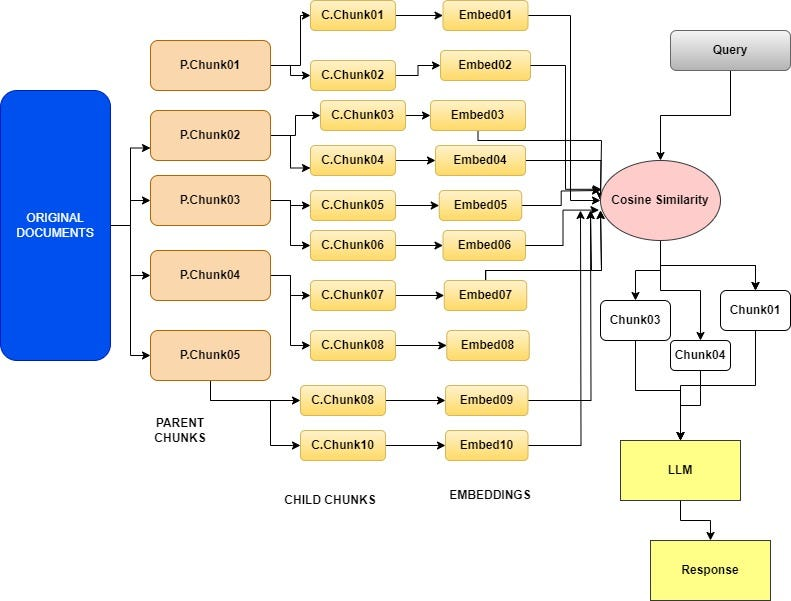 C.Chunk01
Embed01
Query
P.Chunk01
C.Chunk02
Embed02
P.Chunk02
C.Chunk03
Embed03
C.Chunk04
Embed04
ORIGINAL
DOCUMENTS
P.Chunk03
C.Chunk05
Embed05
Cosine Similarity
C.Chunk06
Embed06
P.Chunk04
C.Chunk07
Embed07
Chunk03
Chunk01
P.Chunk05
C.Chunk08
Embed08
Chunk04
C.Chunk08
Embed09
PARENT
CHUNKS
C.Chunk10
Embed10
LLM
CHILD CHUNKS
EMBEDDINGS
Response